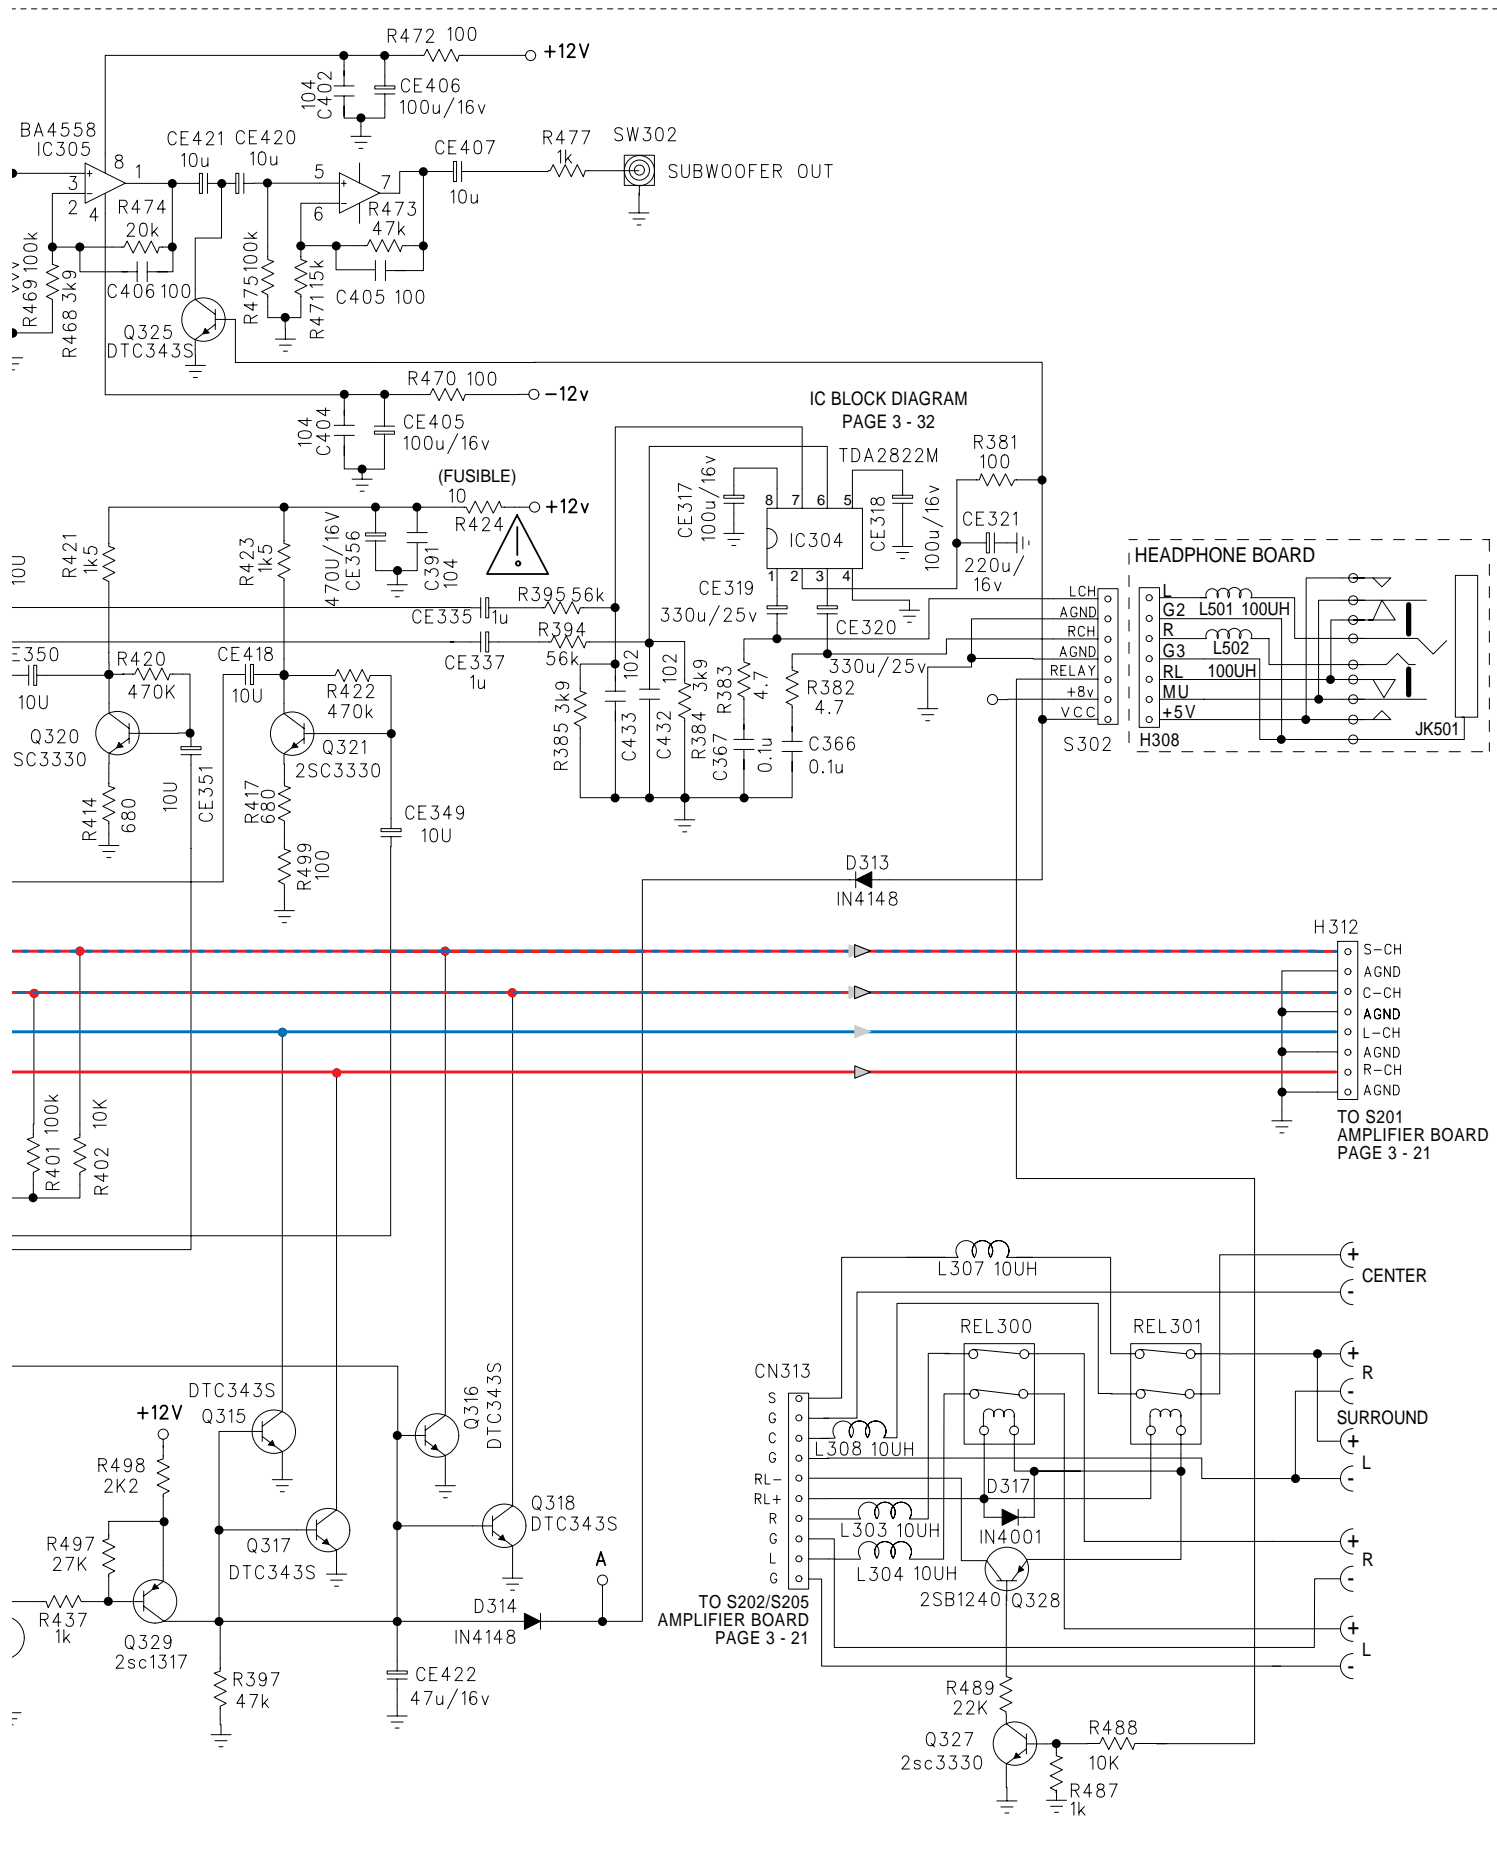 R472 100
+12V
104
C402
CE406
100u/16v
BA4558
IC305
CE421
10u
CE420
10u
CE407
10u
R477
1k
SW302
SUBWOOFER OUT
8
1
3
2
4
5
6
7
R474
20k
R473
47k
R469 100k
R468 3k9
C406 100
R475 100k
R471 15k
C405 100
Q325
DTC343S
R470 100
-12v
104
C404
CE405
100u/16v
IC BLOCK DIAGRAM
PAGE 3 - 32
TDA2822M
R381
100
(FUSIBLE)
10
R424
+12v
CE317
100u/16v
8 7 6 5
IC304
1 2 3 4
CE318
100u/16v
CE321
220u/
16v
10U
R421
1k5
R423
1k5
470U/16V
CE356
C391
104
CE335
1u
R395 56k
CE337
1u
R394
56k
CE319
330u/25v
CE320
330u/25v
LCH
AGND
RCH
AGND
RELAY
+8v
VCC
S302
HEADPHONE BOARD
L
G2
R
G3
RL
MU
+5V
H308
L501 100UH
L502
100UH
JK501
E350
10U
R420
470K
CE418
10U
R422
470k
Q320
SC3330
Q321
2SC3330
R385 3k9
102
C433
102
C432
3k9
R384
R383
4.7
R382
4.7
C367
0.1u
C366
0.1u
R414
680
10U
CE351
R417
680
R499
100
CE349
10U
D313
IN4148
H312
S-CH
AGND
C-CH
AGND
L-CH
AGND
R-CH
AGND
TO S201
AMPLIFIER BOARD
PAGE 3 - 21
R401 100k
R402 10K
L307 10UH
+
CENTER
-
REL300
REL301
CN313
S
G
C
G
RL-
RL+
R
G
L
G
L308 10UH
L303 10UH
L304 10UH
+
R
-
SURROUND
+
L
-
D317
IN4001
2SB1240 Q328
+
R
-
+
L
-
TO S202/S205
AMPLIFIER BOARD
PAGE 3 - 21
DTC343S
Q315
+12V
Q316
DTC343S
R498
2K2
Q317
DTC343S
Q318
DTC343S
R497
27K
R437
1k
Q329
2sc1317
A
D314
IN4148
R397
47k
CE422
47u/16v
R489
22K
Q327
2sc3330
R488
10K
R487
1k